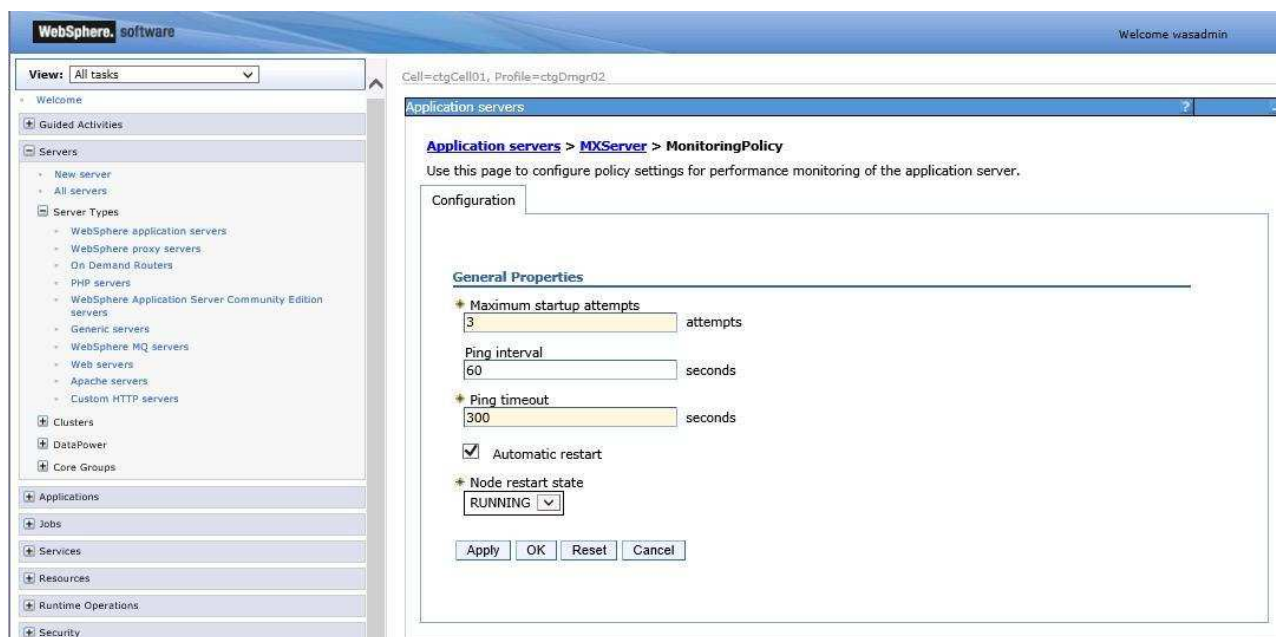 WebSphere. software
Welcome wasadmin
View: All tasks
Welcome
Guided Activities
Servers
New server
All servers
Server Types
WebSphere application servers
WebSphere proxy servers
On Demand Routers
PHP servers
WebSphere Application Server Community Edition
servers
Generic servers
WebSphere MQ servers
Web servers
Apache servers
Custom HTTP servers
Clusters
DataPower
Core Groups
Applications
Jobs
Services
Resources
Runtime Operations
Security
Cell=ctgCell01, Profile=ctgDmgr02
Application servers ?
Application servers > MXServer > MonitoringPolicy
Use this page to configure policy settings for performance monitoring of the application server.
Configuration
General Properties
Maximum startup attempts
3 attempts
Ping interval
60 seconds
Ping timeout
300 seconds
Automatic restart
Node restart state
RUNNING
Apply OK Reset Cancel